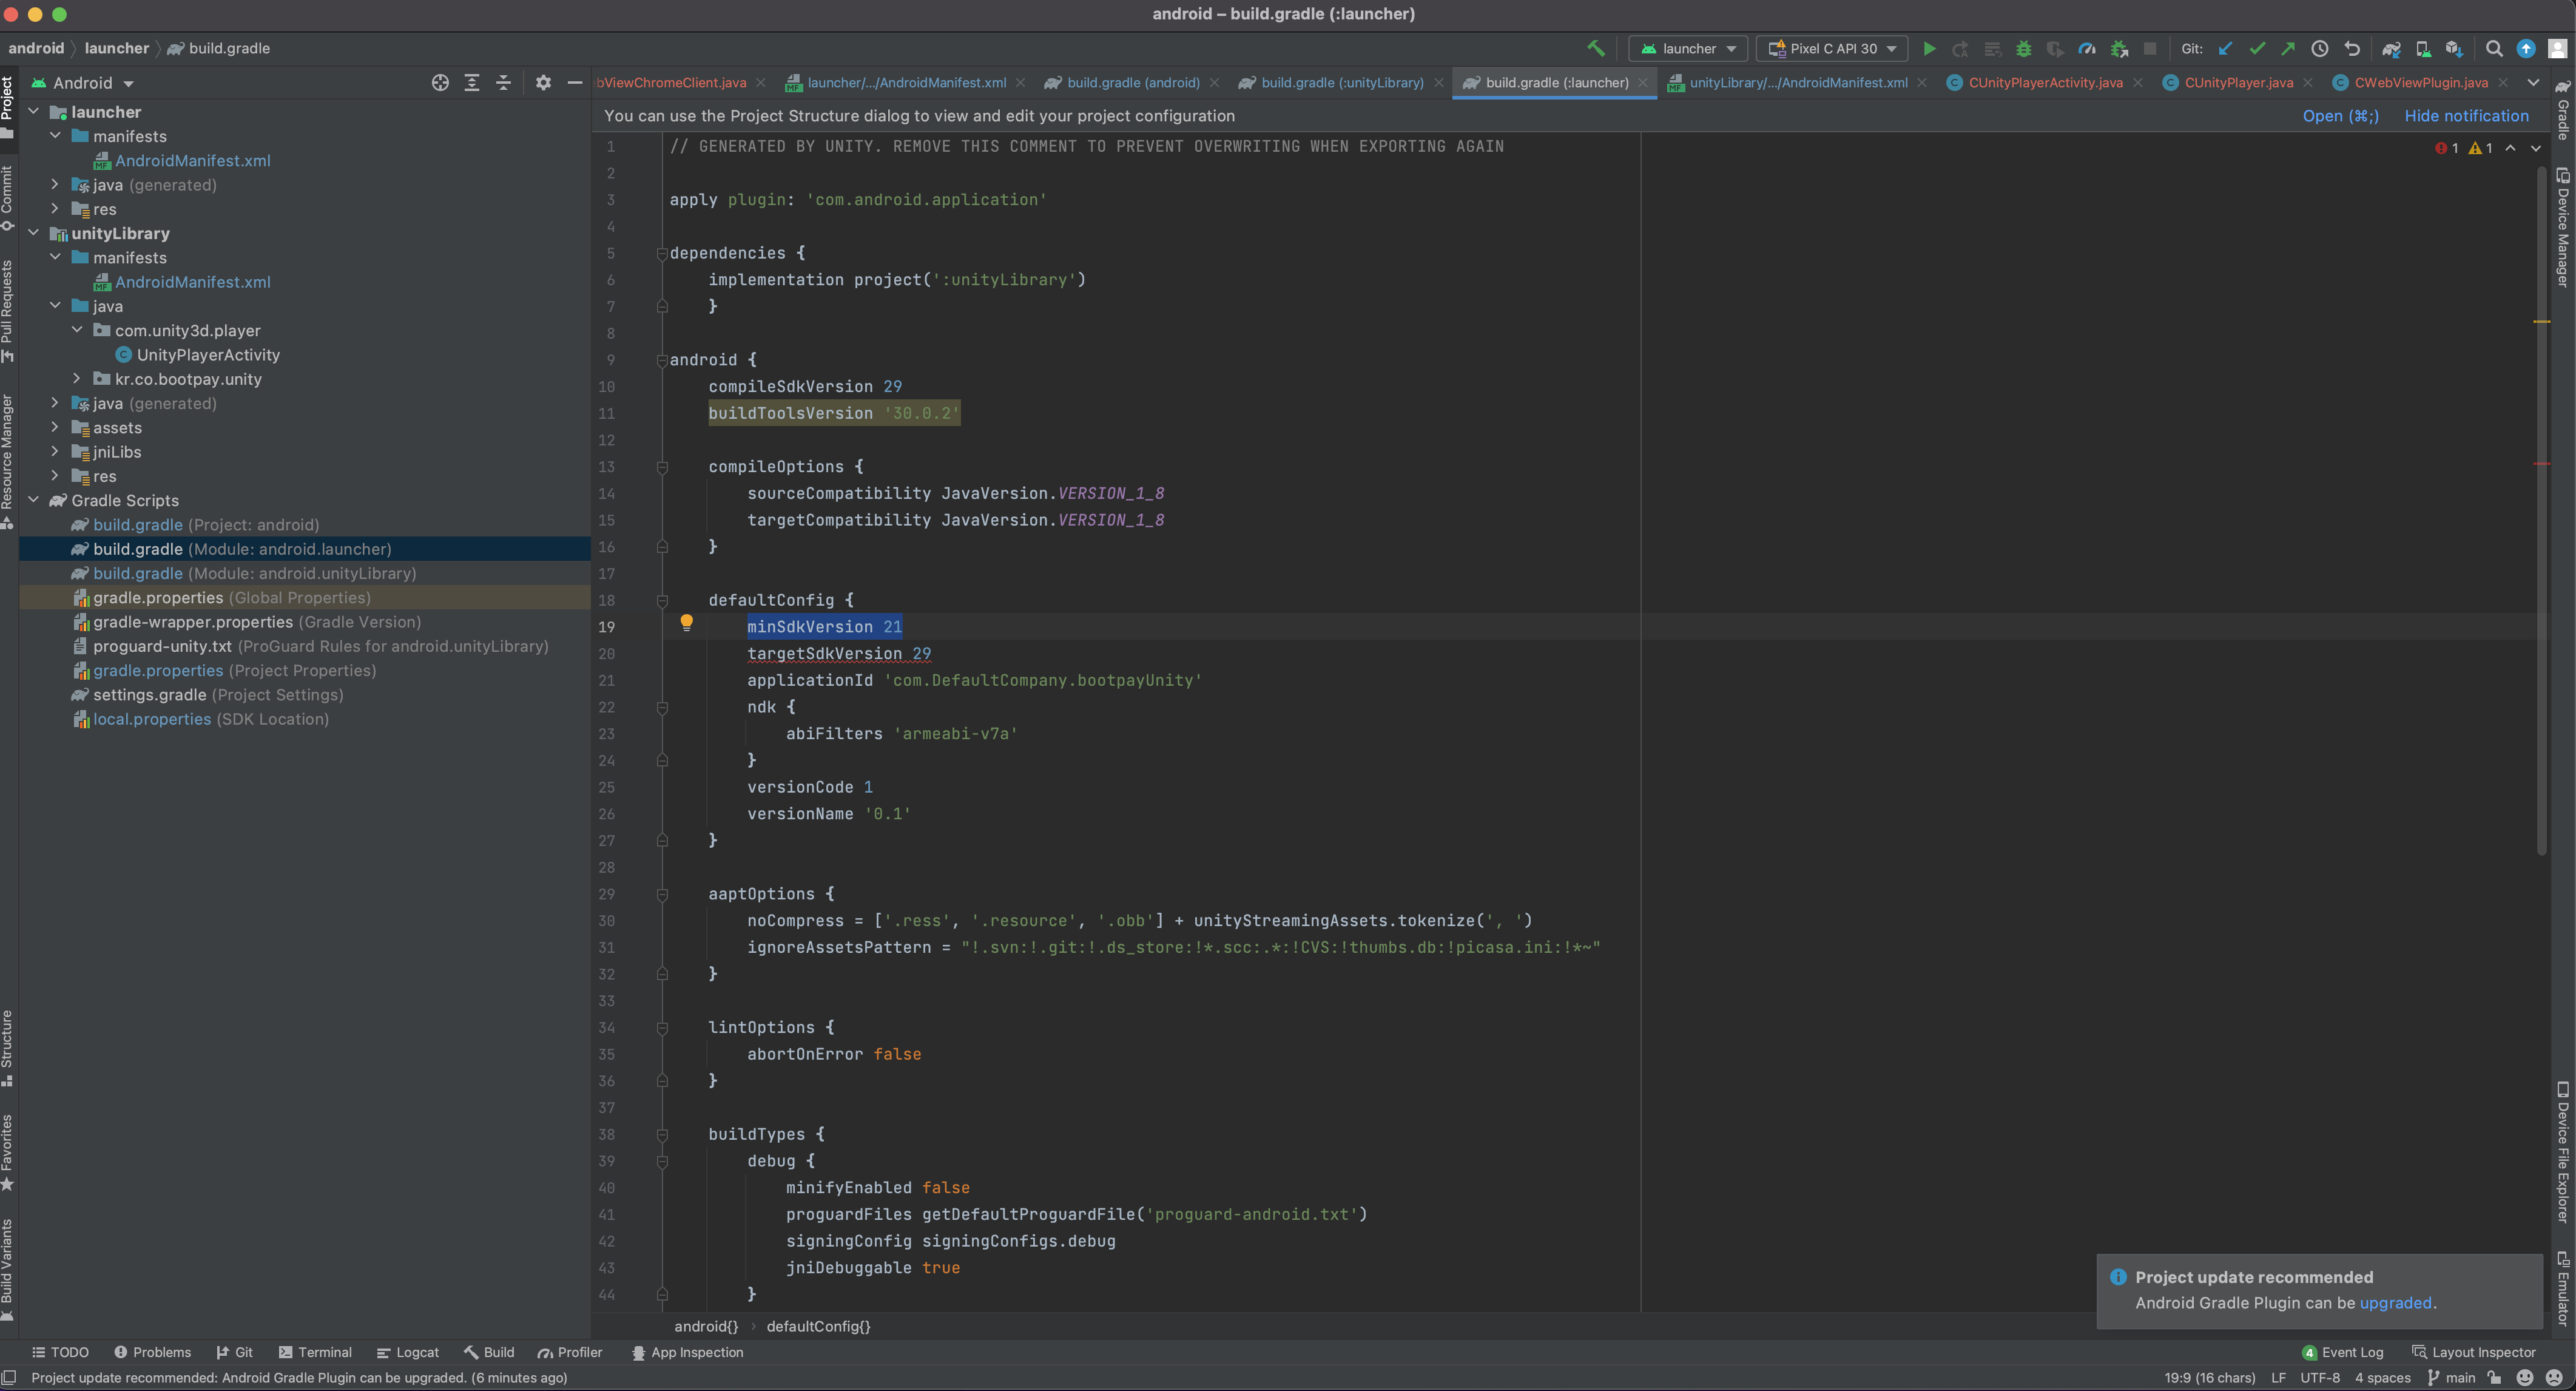 android – build.gradle (:launcher)
android launcher build.gradle
launcher Pixel C API 30 Git:
Android
bViewChromeClient.java launcher/.../AndroidManifest.xml build.gradle (android) build.gradle (:unityLibrary) build.gradle (:launcher) unityLibrary/.../AndroidManifest.xml CUnityPlayerActivity.java CUnityPlayer.java CWebViewPlugin.java
You can use the Project Structure dialog to view and edit your project configuration Open (⌘;) Hide notification
Project
Commit
Pull Requests
Resource Manager
Structure
Favorites
Build Variants
launcher
manifests
AndroidManifest.xml
java (generated)
res
unityLibrary
manifests
AndroidManifest.xml
java
com.unity3d.player
UnityPlayerActivity
kr.co.bootpay.unity
java (generated)
assets
jniLibs
res
Gradle Scripts
build.gradle (Project: android)
build.gradle (Module: android.launcher)
build.gradle (Module: android.unityLibrary)
gradle.properties (Global Properties)
gradle-wrapper.properties (Gradle Version)
proguard-unity.txt (ProGuard Rules for android.unityLibrary)
gradle.properties (Project Properties)
settings.gradle (Project Settings)
local.properties (SDK Location)
1 // GENERATED BY UNITY. REMOVE THIS COMMENT TO PREVENT OVERWRITING WHEN EXPORTING AGAIN
2
3 apply plugin: 'com.android.application'
4
5 dependencies {
6 implementation project(':unityLibrary')
7 }
8
9 android {
10 compileSdkVersion 29
11 buildToolsVersion '30.0.2'
12
13 compileOptions {
14 sourceCompatibility JavaVersion.VERSION_1_8
15 targetCompatibility JavaVersion.VERSION_1_8
16 }
17
18 defaultConfig {
19 minSdkVersion 21
20 targetSdkVersion 29
21 applicationId 'com.DefaultCompany.bootpayUnity'
22 ndk {
23 abiFilters 'armeabi-v7a'
24 }
25 versionCode 1
26 versionName '0.1'
27 }
28
29 aaptOptions {
30 noCompress = ['.ress', '.resource', '.obb'] + unityStreamingAssets.tokenize(', ')
31 ignoreAssetsPattern = "!.svn:!.git:!.ds_store:!*.scc:.*:!CVS:!thumbs.db:!picasa.ini:!*~"
32 }
33
34 lintOptions {
35 abortOnError false
36 }
37
38 buildTypes {
39 debug {
40 minifyEnabled false
41 proguardFiles getDefaultProguardFile('proguard-android.txt')
42 signingConfig signingConfigs.debug
43 jniDebuggable true
44 }
1 1
android{} defaultConfig{}
Gradle
Device Manager
Device File Explorer
Emulator
Project update recommended
Android Gradle Plugin can be upgraded.
TODO Problems Git Terminal Logcat Build Profiler App Inspection 4 Event Log Layout Inspector
Project update recommended: Android Gradle Plugin can be upgraded. (6 minutes ago) 19:9 (16 chars) LF UTF-8 4 spaces main